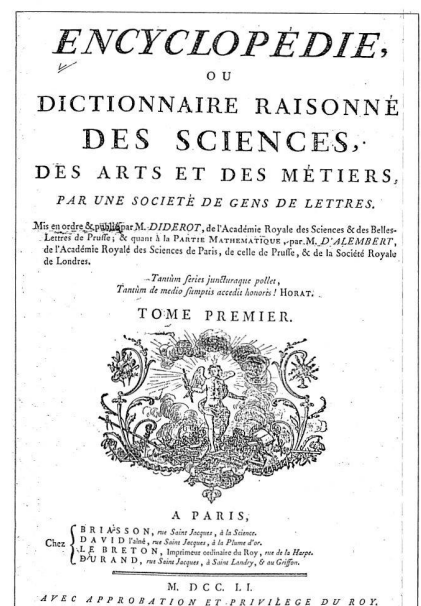 ENCYCLOPÉDIE,
OU
DICTIONNAIRE RAISONNÉ
DES SCIENCES,
DES ARTS ET DES MÉTIERS,
PAR UNE SOCIETÉ DE GENS DE LETTRES.
Mis en ordre & publié par M. DIDEROT, de l'Académie Royale des Sciences & des Belles-
Lettres de Prusse; & quant à la PARTIE MATHÉMATIQUE, par M. D'ALEMBERT,
de l'Académie Royale des Sciences de Paris, de celle de Prusse, & de la Société Royale
de Londres.
Tantùm series juncturaque pollet,
Tantùm de medio sumptis accedit honoris! HORAT.
TOME PREMIER.
A PARIS,
Chez
BRIASSON, rue Saint Jacques, à la Science.
DAVID l'aîné, rue Saint Jacques, à la Plume d'or.
LE BRETON, Imprimeur ordinaire du Roy, rue de la Harpe.
DURAND, rue Saint Jacques, à Saint Landry, & au Griffon.
M. DCC. LI.
AVEC APPROBATION ET PRIVILEGE DU ROY.